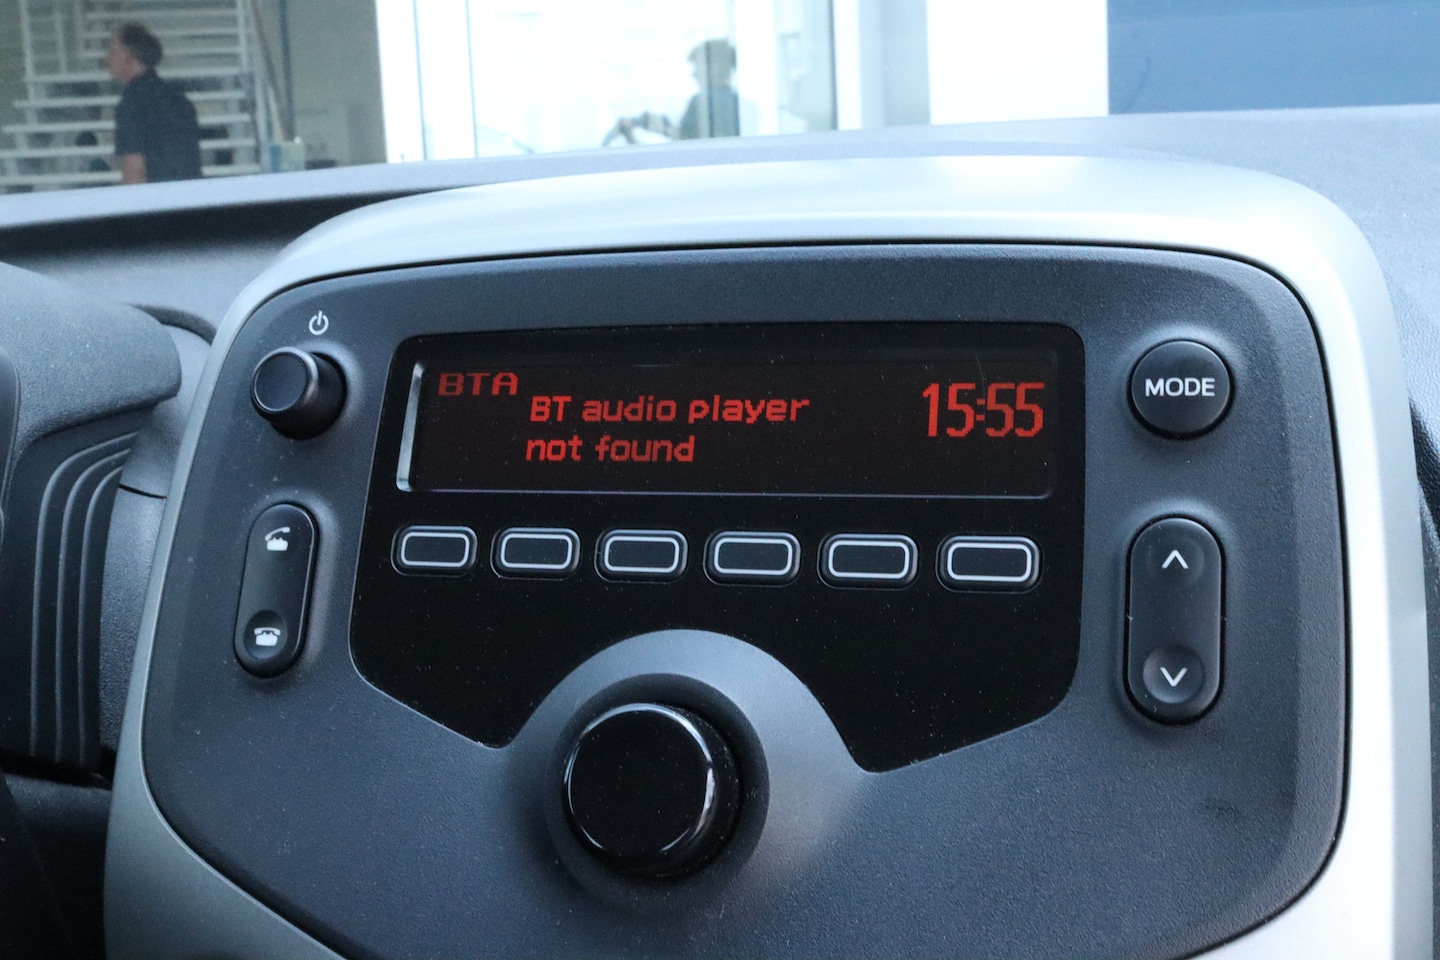 BTA
BT audio player
not found
15:55
MODE